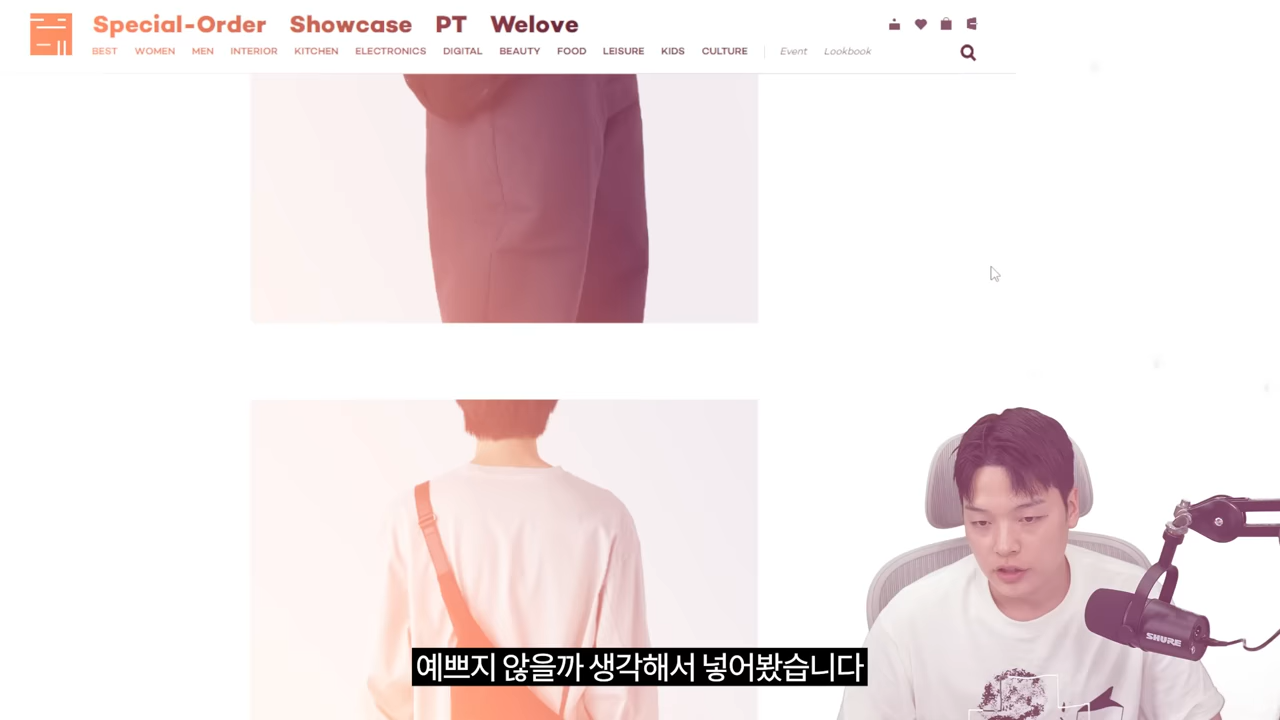 Special-Order Showcase PT Welove
BEST WOMEN MEN INTERIOR KITCHEN ELECTRONICS DIGITAL BEAUTY FOOD LEISURE KIDS CULTURE Event Lookbook
SHURE
예쁘지 않을까 생각해서 넣어봤습니다